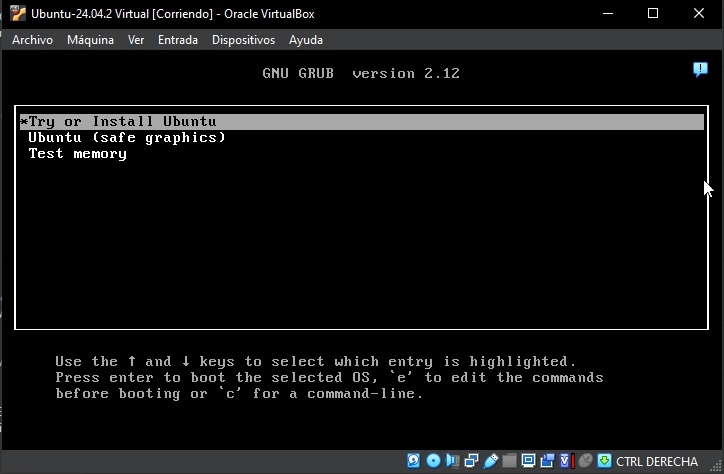 Ubuntu-24.04.2 Virtual [Corriendo] - Oracle VirtualBox
Archivo Máquina Ver Entrada Dispositivos Ayuda
GNU GRUB version 2.12
*Try or Install Ubuntu
Ubuntu (safe graphics)
Test memory
Use the ↑ and ↓ keys to select which entry is highlighted.
Press enter to boot the selected OS, `e' to edit the commands
before booting or `c' for a command-line.
CTRL DERECHA